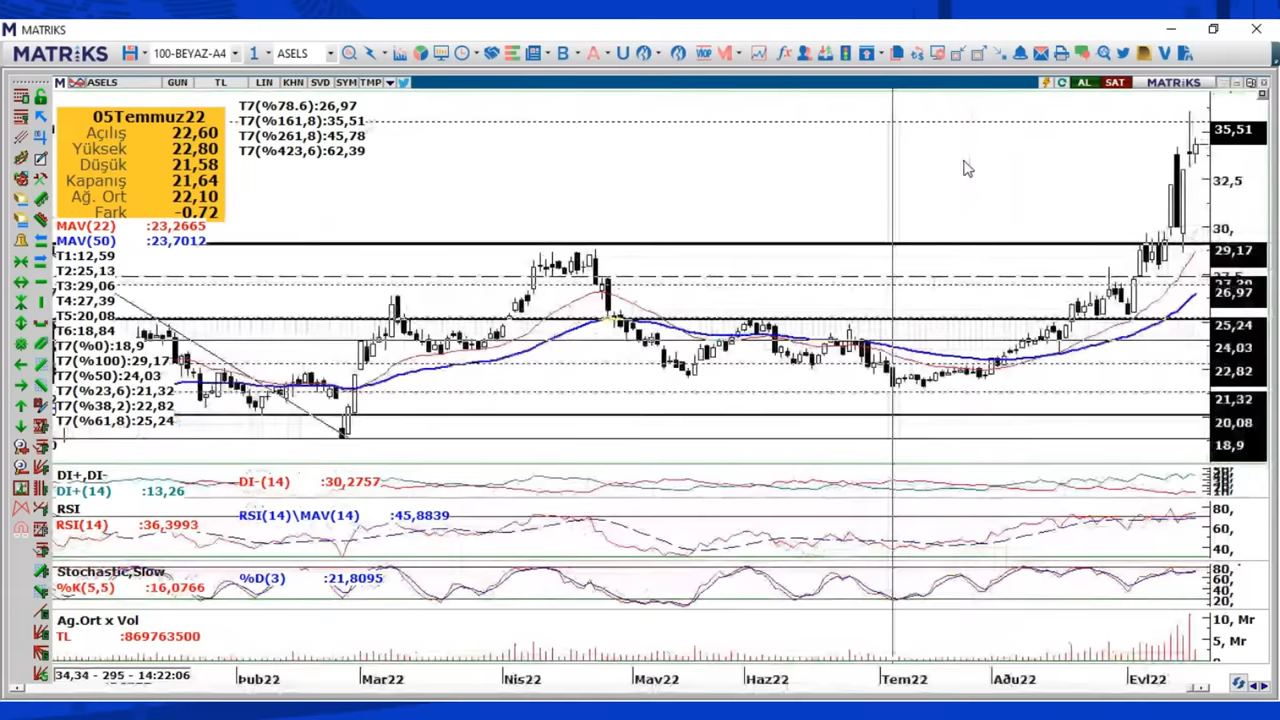 MATRIKS
MATRIKS 100-BEYAZ-A4 1 ASELS
M ASELS GUN TL LIN KHN SVD SYM TMP AL SAT MATRIKS
05Temmuz22
Açılış 22,60
Yüksek 22,80
Düşük 21,58
Kapanış 21,64
Ağ. Ort 22,10
Fark -0,72
T7(%78.6):26,97
T7(%161,8):35,51
T7(%261,8):45,78
T7(%423,6):62,39
MAV(22) :23,2665
MAV(50) :23,7012
T1:12,59
T2:25,13
T3:29,06
T4:27,39
T5:20,08
T6:18,84
T7(%0):18,9
T7(%100):29,17
T7(%50):24,03
T7(%23,6):21,32
T7(%38,2):22,82
T7(%61,8):25,24
35,51
32,5
30,
29,17
26,97
25,24
24,03
22,82
21,32
20,08
18,9
DI+,DI-
DI+(14) :13,26
DI-(14) :30,2757
RSI
RSI(14) :36,3993
RSI(14)\MAV(14) :45,8839
80,
60,
40,
Stochastic,Slow
%K(5,5) :16,0766
%D(3) :21,8095
80,
60,
40,
20,
Ag.Ort x Vol
TL :869763500
10, Mr
5, Mr
34,34 - 295 - 14:22:06
Þub22 Mar22 Nis22 May22 Haz22 Tem22 Aðu22 Evl22